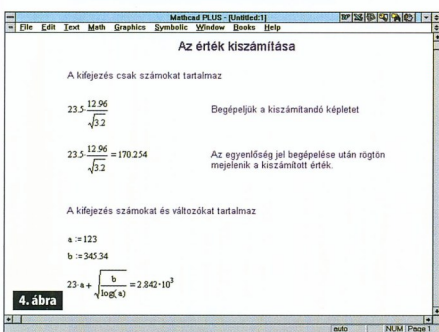 Mathcad PLUS - [Untitled:1]
File Edit Text Math Graphics Symbolic Window Books Help
Az érték kiszámítása
A kifejezés csak számokat tartalmaz
23.5·12.96/√3.2
Begépeljük a kiszámítandó képletet
23.5·12.96/√3.2 = 170.254
Az egyenlőség jel begépelése után rögtön
mejelenik a kiszámított érték.
A kifejezés számokat és változókat tartalmaz
a := 123
b := 345.34
23·a + √(b/log(a)) = 2.842·10³
4. ábra
auto NUM Page 1